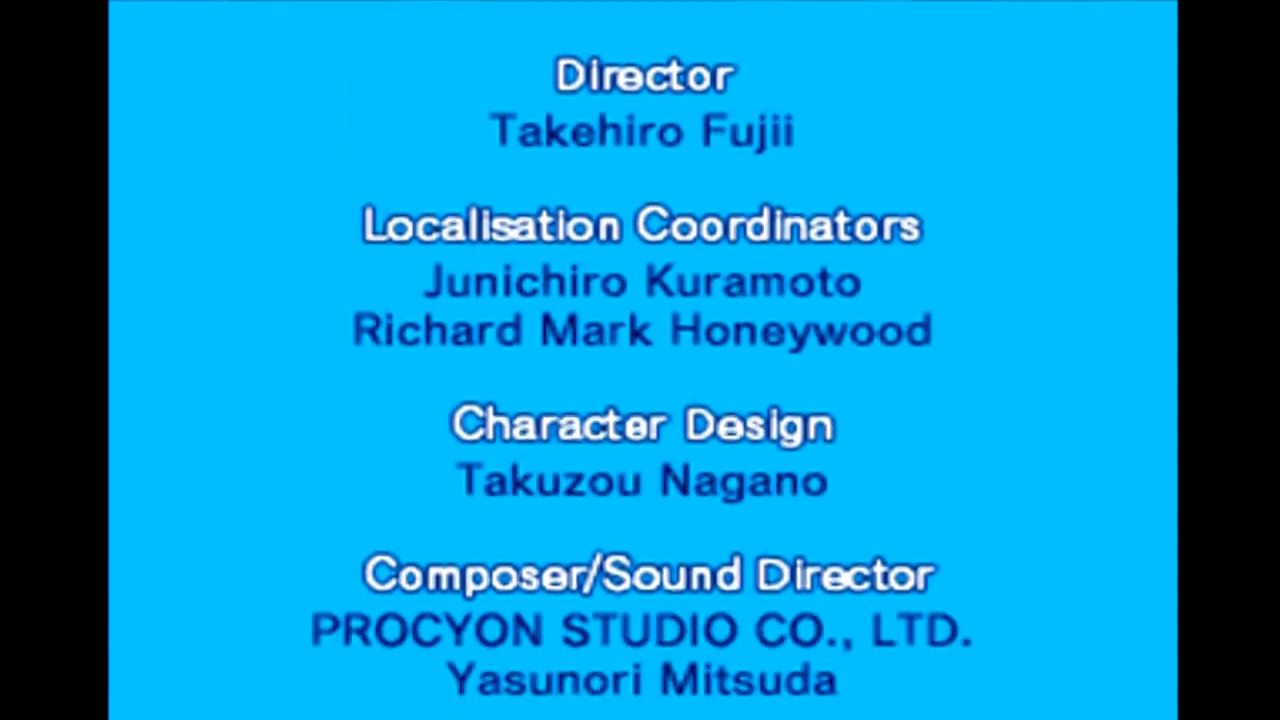 Director
Takehiro Fujii
Localisation Coordinators
Junichiro Kuramoto
Richard Mark Honeywood
Character Design
Takuzou Nagano
Composer/Sound Director
PROCYON STUDIO CO., LTD.
Yasunori Mitsuda